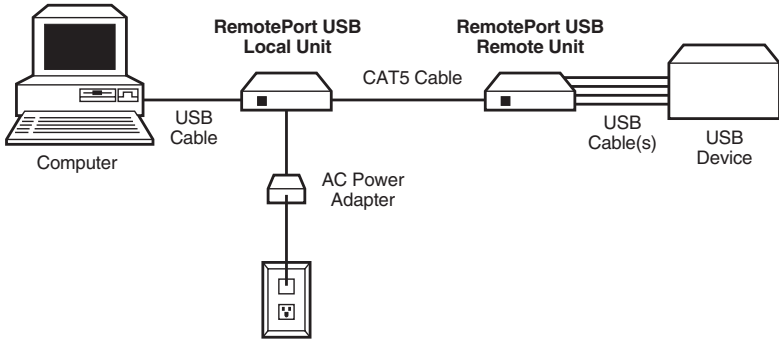 RemotePort USB
Local Unit
RemotePort USB
Remote Unit
CAT5 Cable
USB
Cable
USB
Cable(s)
USB
Device
Computer
AC Power
Adapter